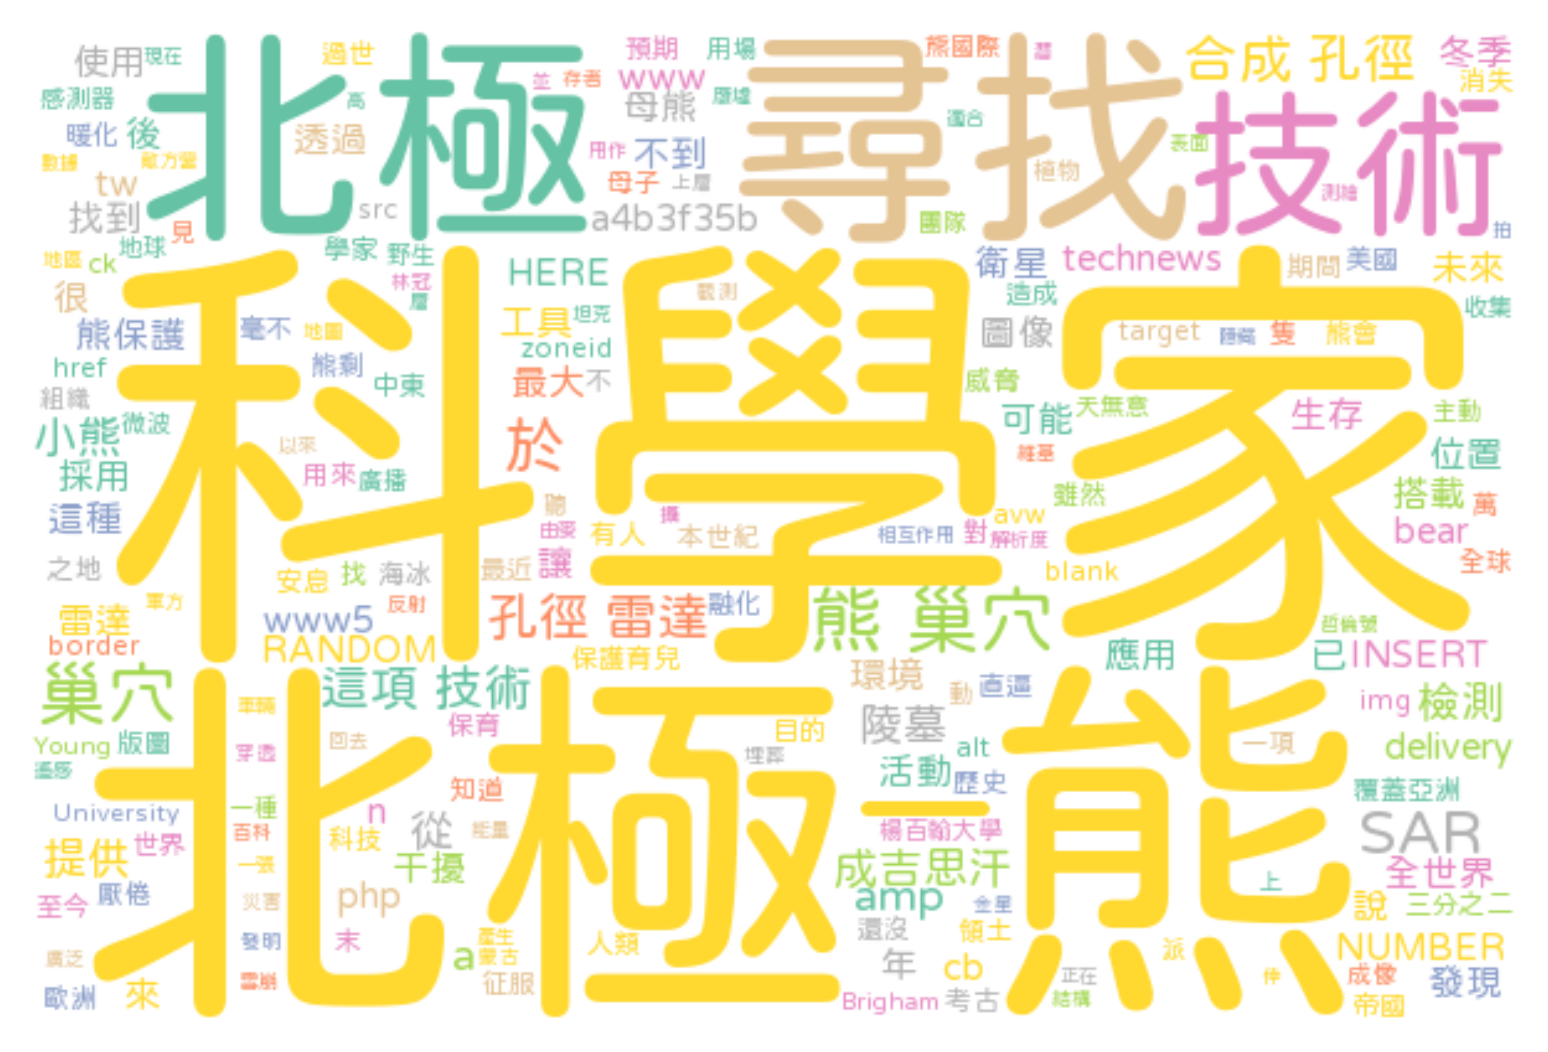 使用 現在 過世 預期 用場 熊國際 合成 孔徑 冬季
北極 尋找 技術
感測器 高 www 並 存者 母熊 消失
暖化 後 透過 用作 不到 適合 表面
數據 敵方營 tw 母子 上層 植物 測繪
找到 src a4b3f35b 團隊 拍
見 地球 學家 野生 衛星 technews 期間 美國 未來
地區 ck 林冠 層 HERE 觀測 造成 收集
很 科學家
熊保護 毫不 地圖 工具 坦克 圖像 target 隻 熊會
href 熊剩 中東 zoneid 最大 不 威脅
組織 小熊 微波 於 可能 天無意 生存 主動
採用 以來 用來 廣播 維基 位置
聽 雖然 搭載 萬
這種 由麥 有人 攝 本世紀 相互作用 對 解析度 avw bear
之地 安息 找 海冰 最近 讓 blank 全球
雷達 軍方 www5 反射 孔徑 雷達 融化 熊 巢穴 哲倫號
border RANDOM 保護育兒 應用 已 INSERT
巢穴 這項 技術 環境 動 直逼 img 檢測
北極 熊
Young 版圖 車輛 回去 保育 目的 陵墓 alt 一項 delivery
遙感 穿透 埋葬 活動 歷史 覆蓋亞洲
University 一種 n 知道 一
提供 世界 百科 科技 從 能量 楊百翰大學 SAR
一張 干擾 成吉思汗 全世界
至今 厭倦 災害 php amp 金星 上 說 三分之二
發明 末 產生 人類 還沒 領土 NUMBER
廣泛 a 蒙古 年 cb 派 正在 成像
歐洲 來 雪崩 征服 Brigham 考古 結構 伸 帝國 發現